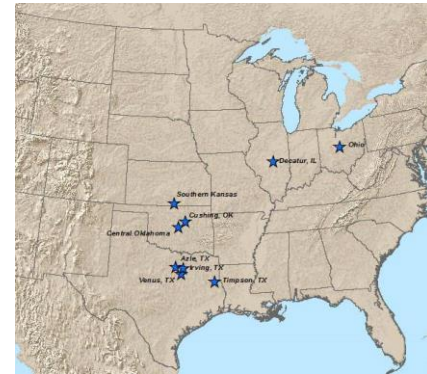 Ohio
Decatur, IL
Southern Kansas
Cushing, OK
Central Oklahoma
Azle, TX
Irving, TX
Venus, TX
Timpson, TX